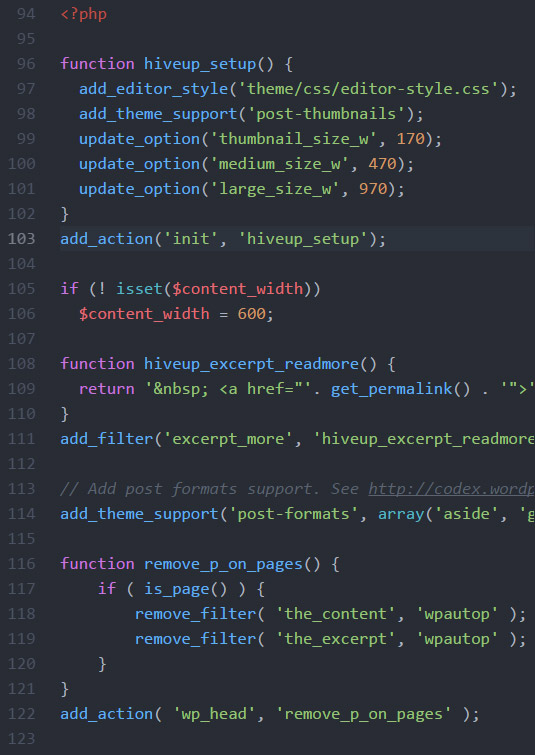 94 <?php
95
96 function hiveup_setup() {
97   add_editor_style('theme/css/editor-style.css');
98   add_theme_support('post-thumbnails');
99   update_option('thumbnail_size_w', 170);
100   update_option('medium_size_w', 470);
101   update_option('large_size_w', 970);
102 }
103 add_action('init', 'hiveup_setup');
104
105 if (! isset($content_width))
106   $content_width = 600;
107
108 function hiveup_excerpt_readmore() {
109   return '&nbsp; <a href="'. get_permalink() . '">'
110 }
111 add_filter('excerpt_more', 'hiveup_excerpt_readmore
112
113 // Add post formats support. See http://codex.wordp
114 add_theme_support('post-formats', array('aside', 'g
115
116 function remove_p_on_pages() {
117     if ( is_page() ) {
118         remove_filter( 'the_content', 'wpautop' );
119         remove_filter( 'the_excerpt', 'wpautop' );
120     }
121 }
122 add_action( 'wp_head', 'remove_p_on_pages' );
123